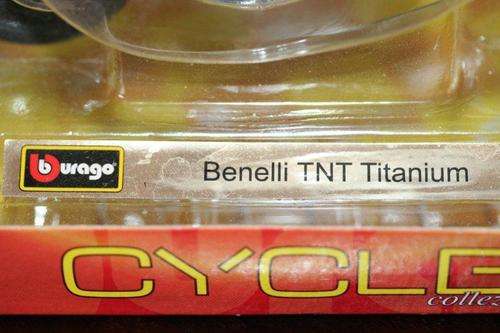 burago
Benelli TNT Titanium
CYCLE
collez